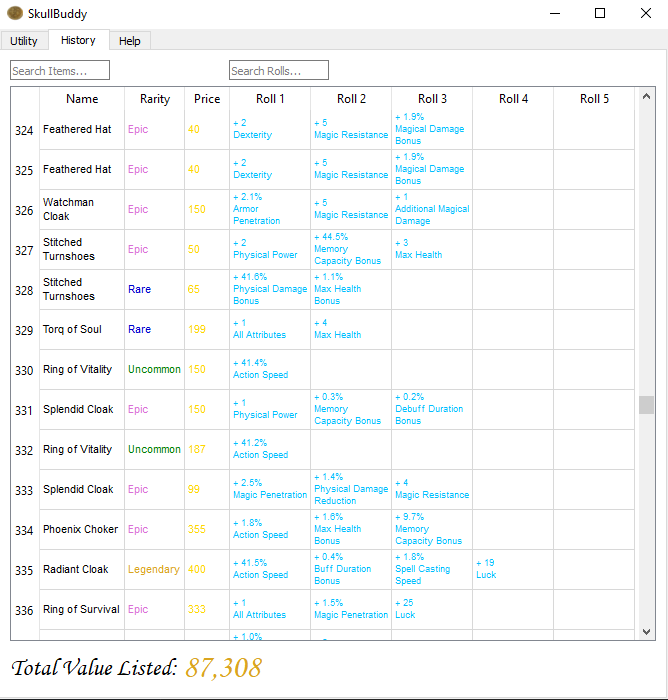 SkullBuddy
Utility History Help
Search Items... Search Rolls...
Name Rarity Price Roll 1 Roll 2 Roll 3 Roll 4 Roll 5
324 Feathered Hat Epic 40 + 2 Dexterity + 5 Magic Resistance + 1.9% Magical Damage Bonus
325 Feathered Hat Epic 40 + 2 Dexterity + 5 Magic Resistance + 1.9% Magical Damage Bonus
326 Watchman Cloak Epic 150 + 2.1% Armor Penetration + 5 Magic Resistance + 1 Additional Magical Damage
327 Stitched Turnshoes Epic 50 + 2 Physical Power + 44.5% Memory Capacity Bonus + 3 Max Health
328 Stitched Turnshoes Rare 65 + 41.6% Physical Damage Bonus + 1.1% Max Health Bonus
329 Torq of Soul Rare 199 + 1 All Attributes + 4 Max Health
330 Ring of Vitality Uncommon 150 + 41.4% Action Speed
331 Splendid Cloak Epic 150 + 1 Physical Power + 0.3% Memory Capacity Bonus + 0.2% Debuff Duration Bonus
332 Ring of Vitality Uncommon 187 + 41.2% Action Speed
333 Splendid Cloak Epic 99 + 2.5% Magic Penetration + 1.4% Physical Damage Reduction + 4 Magic Resistance
334 Phoenix Choker Epic 355 + 1.8% Action Speed + 1.6% Max Health Bonus + 9.7% Memory Capacity Bonus
335 Radiant Cloak Legendary 400 + 41.5% Action Speed + 0.4% Buff Duration Bonus + 1.8% Spell Casting Speed + 19 Luck
336 Ring of Survival Epic 333 + 1 All Attributes + 1.5% Magic Penetration + 25 Luck
+ 1.0%
Total Value Listed: 87,308